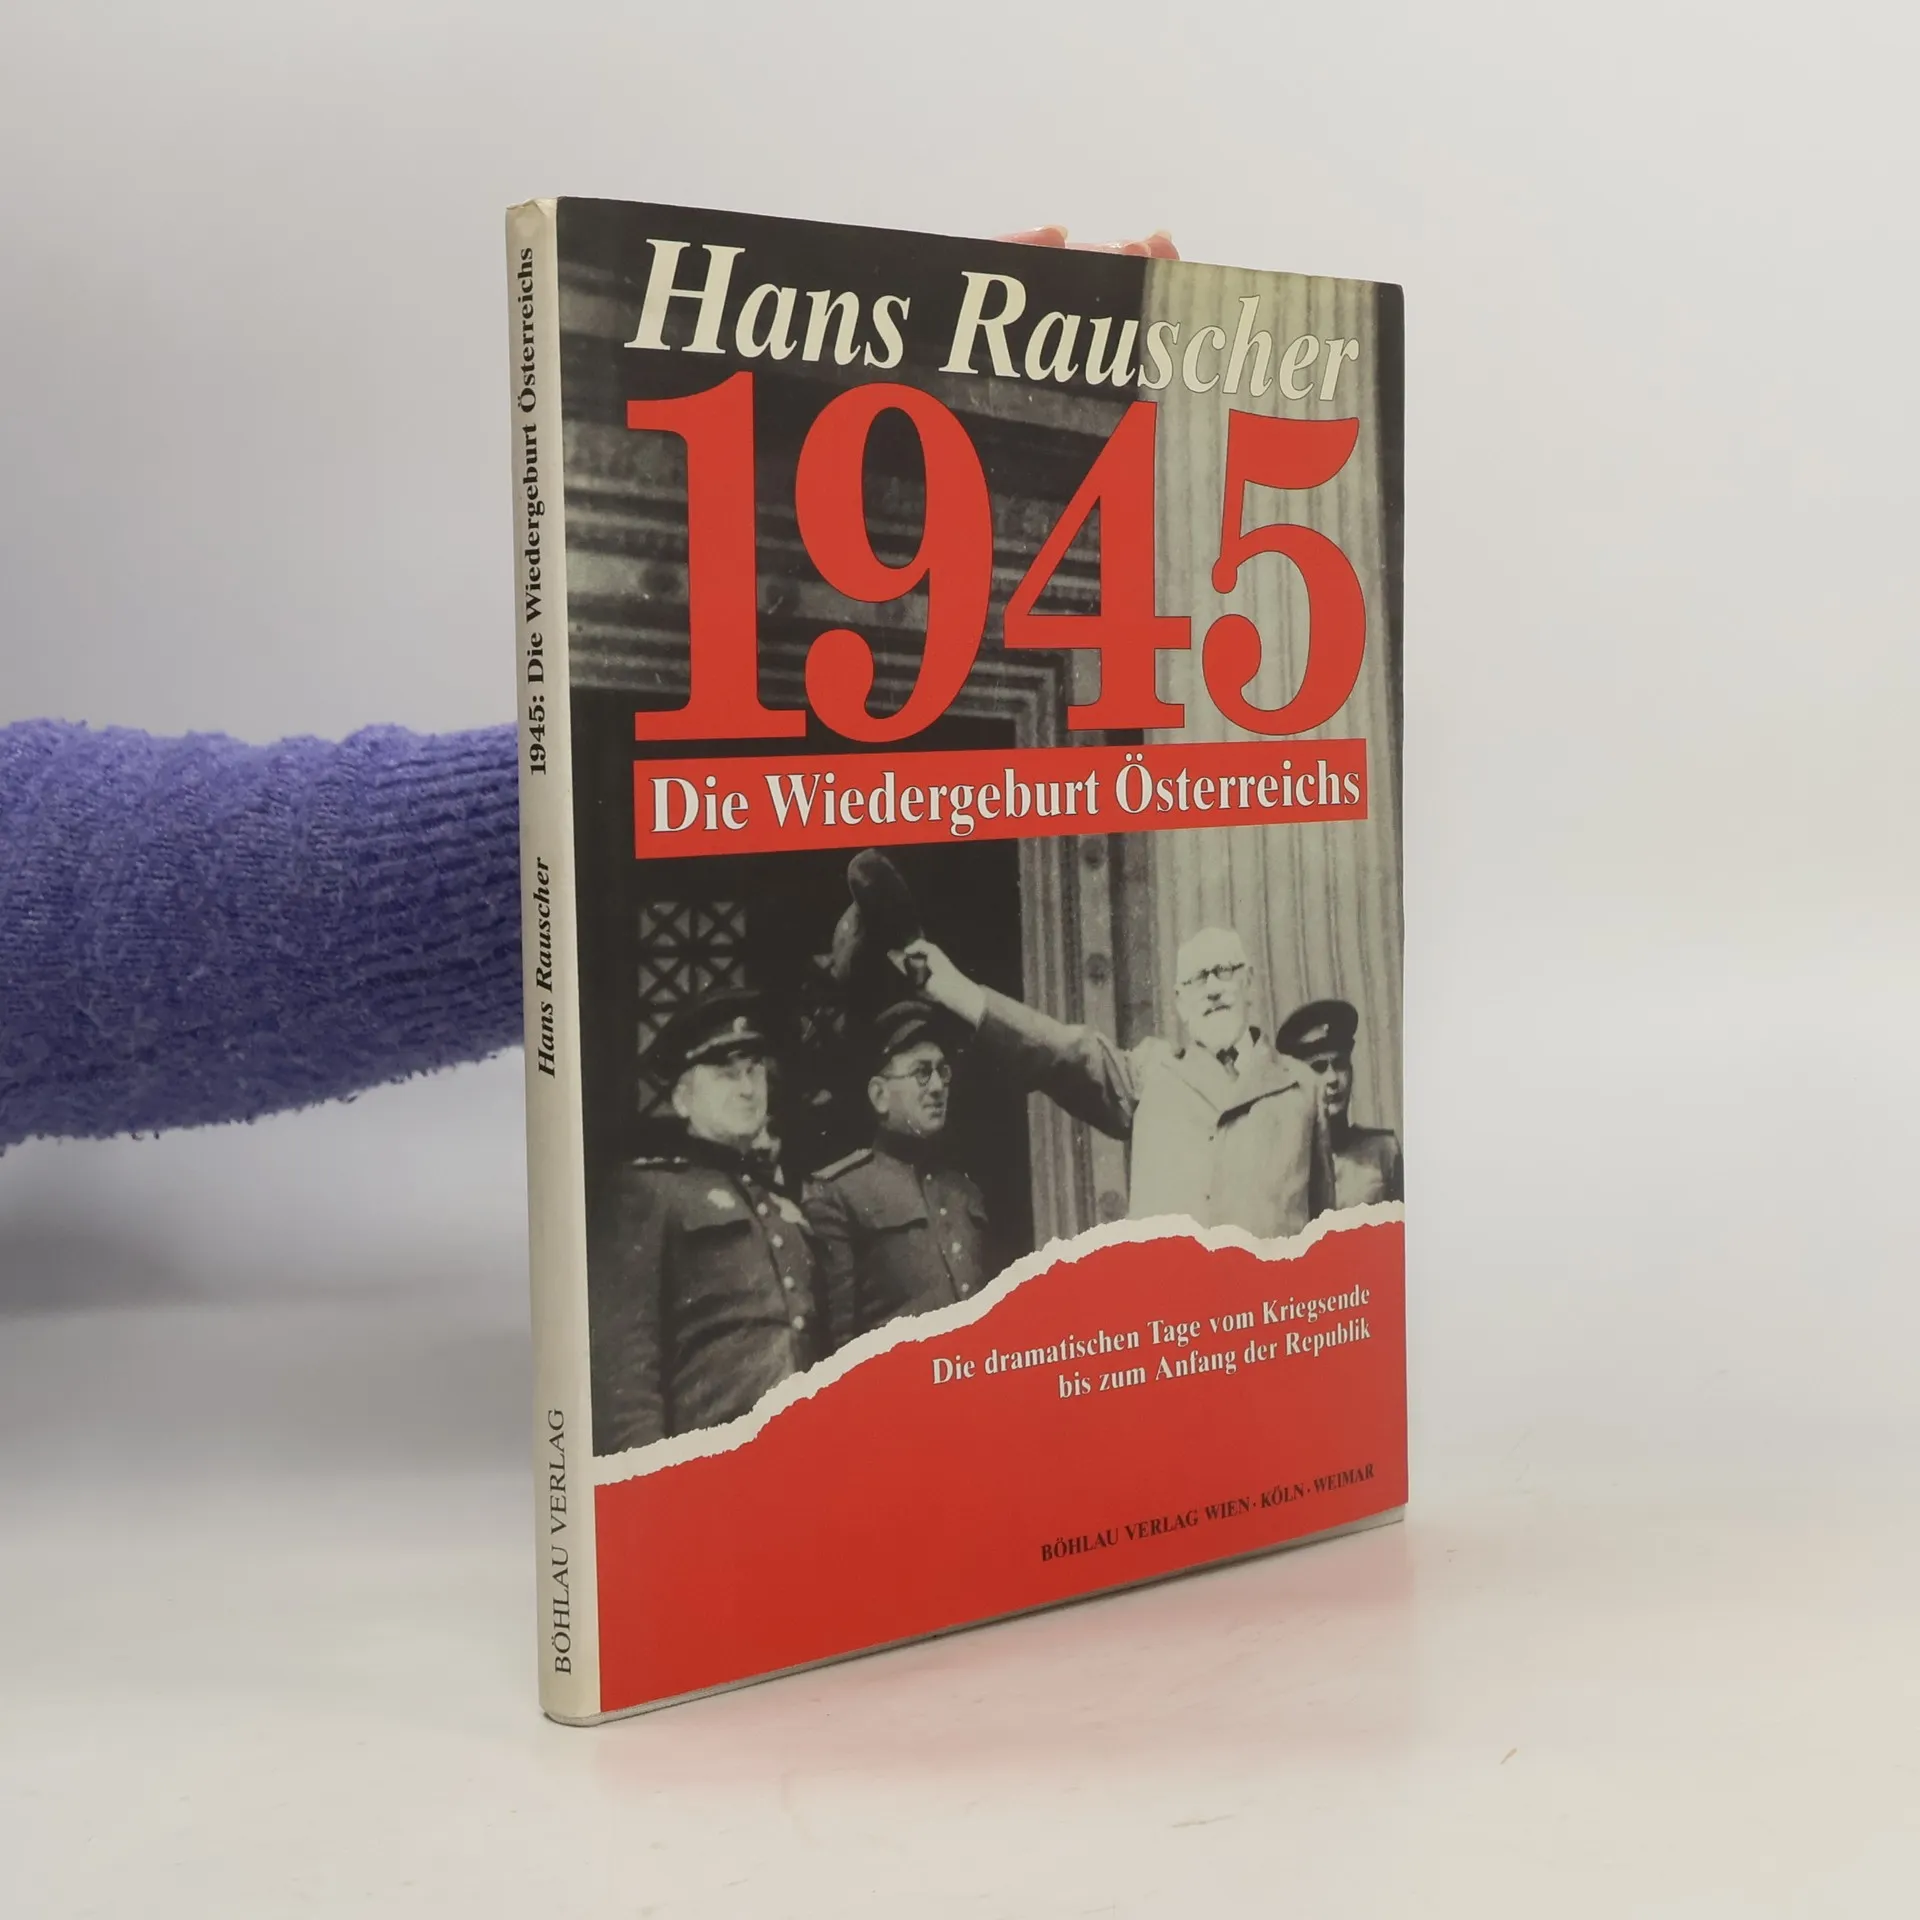 Hans Rauscher
1945
Die Wiedergeburt Österreichs
Die dramatischen Tage vom Kriegsende
bis zum Anfang der Republik
BÖHLAU VERLAG WIEN · KÖLN · WEIMAR
BÖHLAU VERLAG Hans Rauscher 1945: Die Wiedergeburt Österreichs